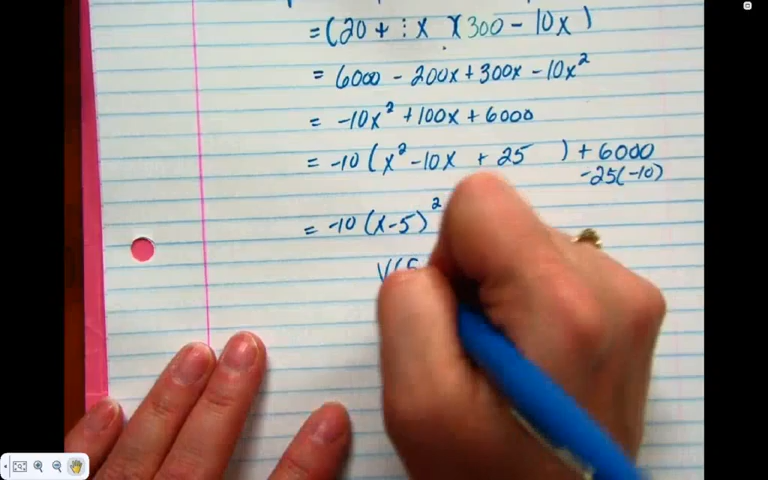 =(20 + x)(300 - 10x)
= 6000 - 200x + 300x - 10x²
= -10x² + 100x + 6000
= -10(x² - 10x + 25 ) + 6000
-25(-10)
= -10(x-5)²
V(5